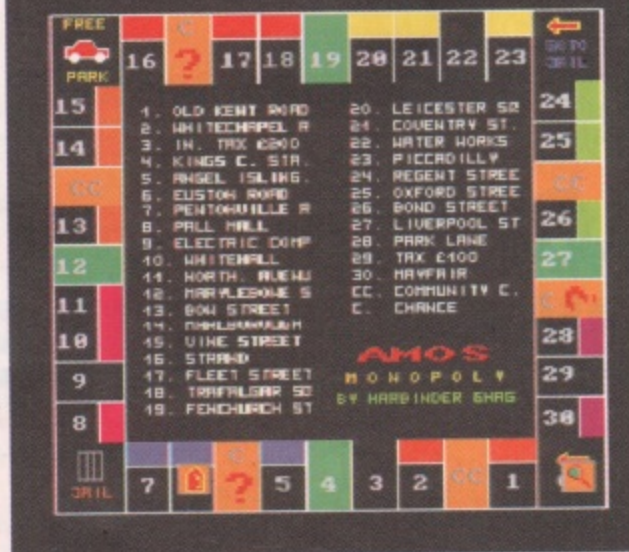 FREE
PARK
16
C
?
17
18
19
20
21
22
23
GO TO
JAIL
15
14
CC
13
12
11
10
9
8
1. OLD KENT ROAD
2. WHITECHAPEL R
3. IN. TAX £200
4. KINGS C. STA.
5. ANGEL ISLING.
6. EUSTON ROAD
7. PENTONVILLE R
8. PALL MALL
9. ELECTRIC COMP
10. WHITEHALL
11. NORTH. AVENU
12. MARYLEBONE S
13. BOW STREET
14. MARLBOROUGH
15. VINE STREET
16. STRAND
17. FLEET STREET
18. TRAFALGAR SQ
19. FENCHURCH ST
20. LEICESTER SQ
21. COVENTRY ST.
22. WATER WORKS
23. PICCADILLY
24. REGENT STREE
25. OXFORD STREE
26. BOND STREET
27. LIVERPOOL ST
28. PARK LANE
29. TAX £100
30. MAYFAIR
CC. COMMUNITY C.
C. CHANCE
AMOS
MONOPOLY
BY HARBINDER GHAG
24
25
CC
26
27
C ?
28
29
30
JAIL
7
C
?
5
4
3
2
CC
1